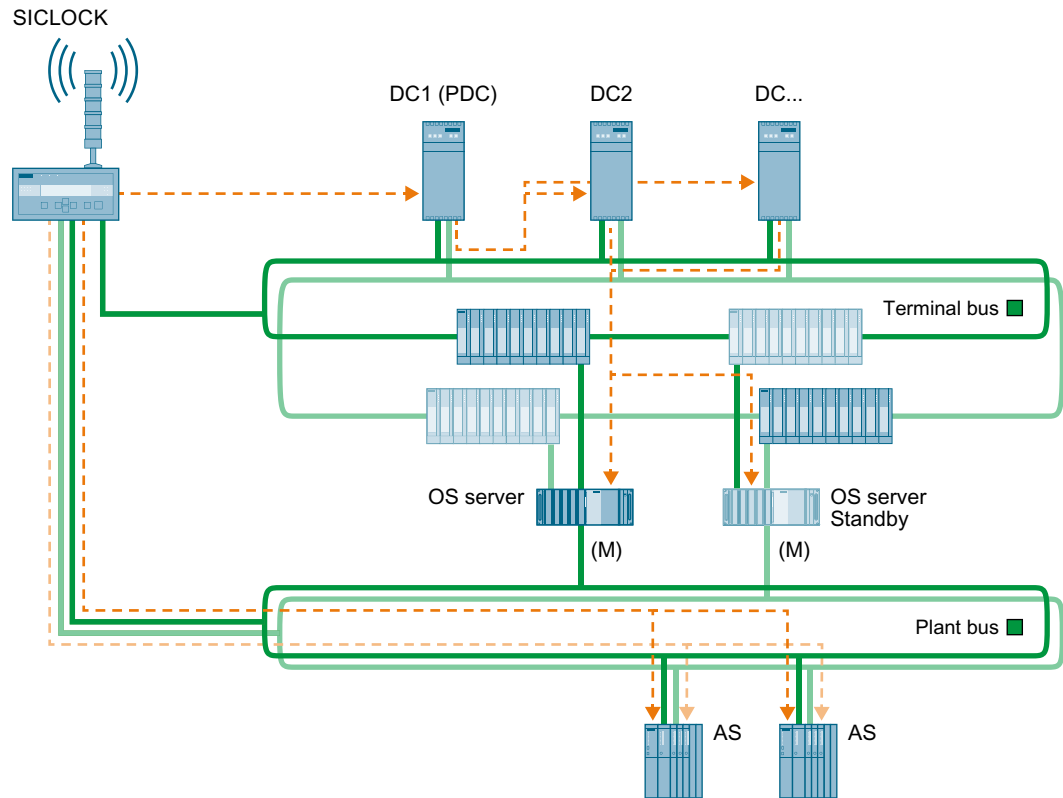 SICLOCK
DC1 (PDC)
DC2
DC...
Terminal bus
OS server
OS server
Standby
(M)
(M)
Plant bus
AS
AS